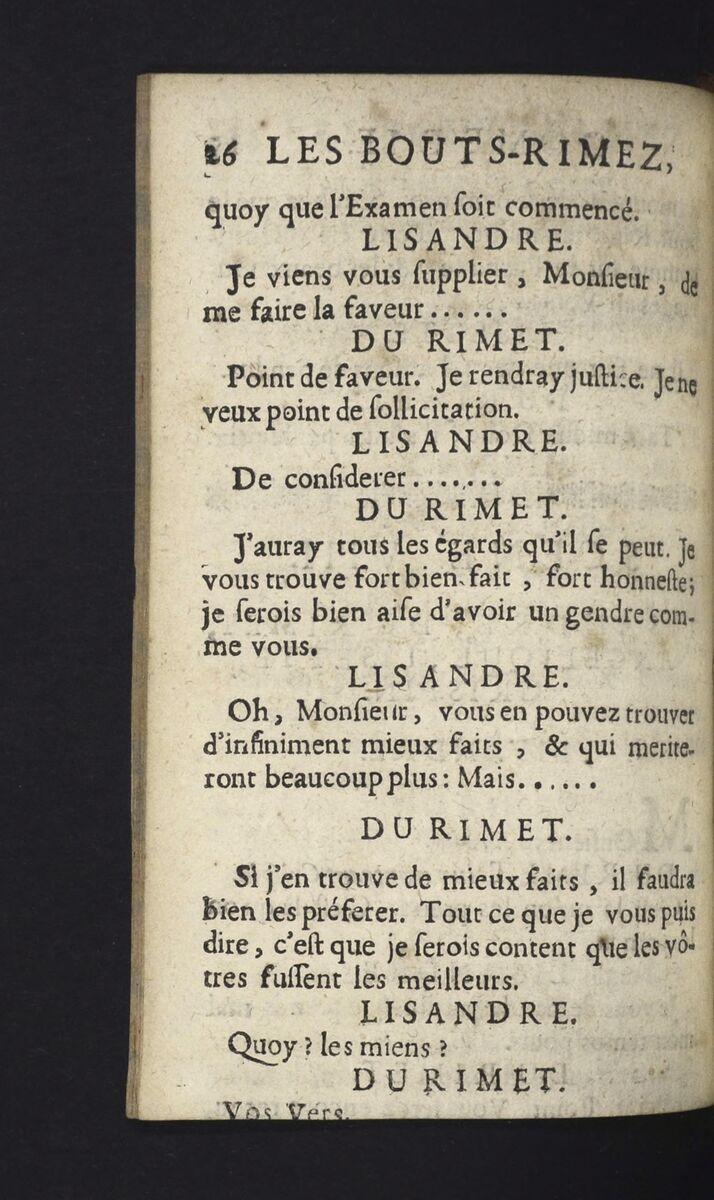 26 LES BOUTS-RIMEZ,
quoy que l'Examen ſoit commencé.
LISANDRE.
Je viens vous ſupplier, Monſieur, de
me faire la faveur......
DU RIMET.
Point de faveur. Je rendray juſtice. Je ne
veux point de ſollicitation.
LISANDRE.
De conſiderer.......
DU RIMET.
J'auray tous les égards qu'il ſe peut. Je
vous trouve fort bien fait, fort honneſte;
je ſerois bien aiſe d'avoir un gendre com-
me vous.
LISANDRE.
Oh, Monſieur, vous en pouvez trouver
d'infiniment mieux faits, & qui merite-
ront beaucoup plus: Mais......
DU RIMET.
Si j'en trouve de mieux faits, il faudra
bien les préferer. Tout ce que je vous puis
dire, c'eſt que je ſerois content que les vô-
tres fuſſent les meilleurs.
LISANDRE.
Quoy? les miens?
DU RIMET.
Vos Vers.